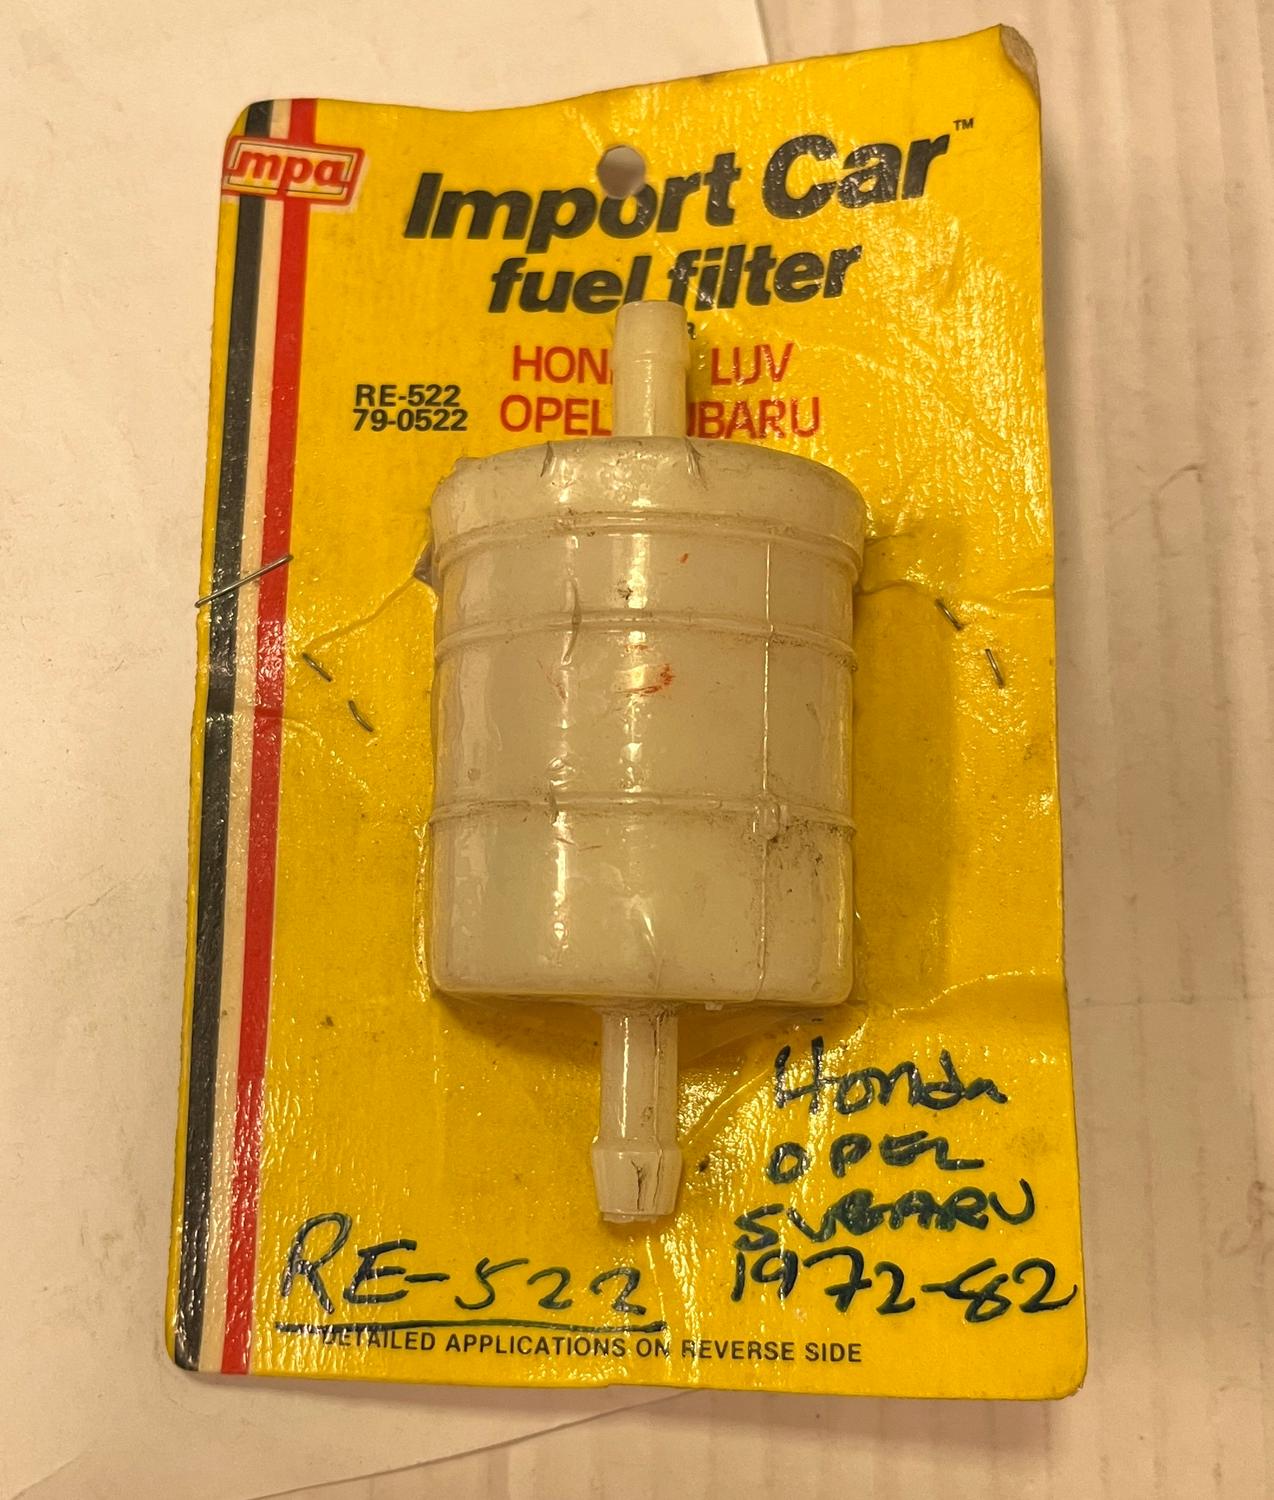 mpa
Import Car™
fuel filter
HON LUV
RE-522
79-0522
OPEL UBARU
Honda
OPEL
SUBARU
1972-82
RE-522
DETAILED APPLICATIONS ON REVERSE SIDE